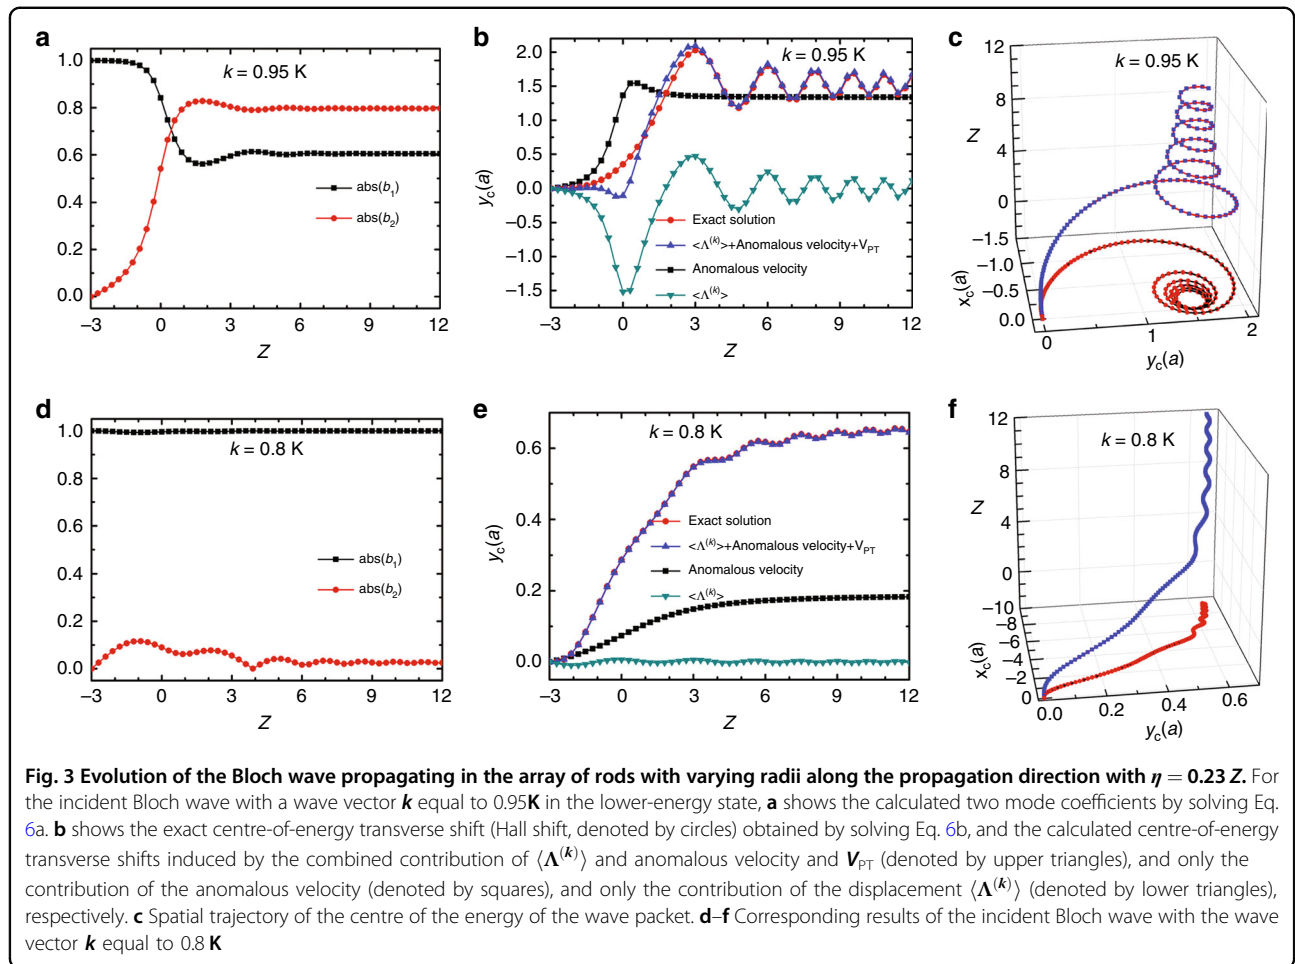 a
k = 0.95 K
1.0
0.8
0.6
0.4
0.2
0.0
abs(b1)
abs(b2)
−3 0 3 6 9 12
Z
b
k = 0.95 K
2.0
1.5
1.0
0.5
0.0
−0.5
−1.0
−1.5
yc(a)
Exact solution
<Λ(k)>+Anomalous velocity+VPT
Anomalous velocity
<Λ(k)>
−3 0 3 6 9 12
Z
c
k = 0.95 K
12
8
4
0
−1.5
−1.0
−0.5
0.0
Z
xc(a)
0 1 2
yc(a)
d
k = 0.8 K
1.0
0.8
0.6
0.4
0.2
0.0
abs(b1)
abs(b2)
−3 0 3 6 9 12
Z
e
k = 0.8 K
0.6
0.4
0.2
0.0
yc(a)
Exact solution
<Λ(k)>+Anomalous velocity+VPT
Anomalous velocity
<Λ(k)>
−3 0 3 6 9 12
Z
f
k = 0.8 K
12
8
4
0
−10
−8
−6
−4
−2
0
Z
xc(a)
0.0 0.2 0.4 0.6
yc(a)
Fig. 3 Evolution of the Bloch wave propagating in the array of rods with varying radii along the propagation direction with η = 0.23 Z. For
the incident Bloch wave with a wave vector k equal to 0.95K in the lower-energy state, a shows the calculated two mode coefficients by solving Eq.
6a. b shows the exact centre-of-energy transverse shift (Hall shift, denoted by circles) obtained by solving Eq. 6b, and the calculated centre-of-energy
transverse shifts induced by the combined contribution of ⟨Λ(k)⟩ and anomalous velocity and VPT (denoted by upper triangles), and only the
contribution of the anomalous velocity (denoted by squares), and only the contribution of the displacement ⟨Λ(k)⟩ (denoted by lower triangles),
respectively. c Spatial trajectory of the centre of the energy of the wave packet. d–f Corresponding results of the incident Bloch wave with the wave
vector k equal to 0.8 K